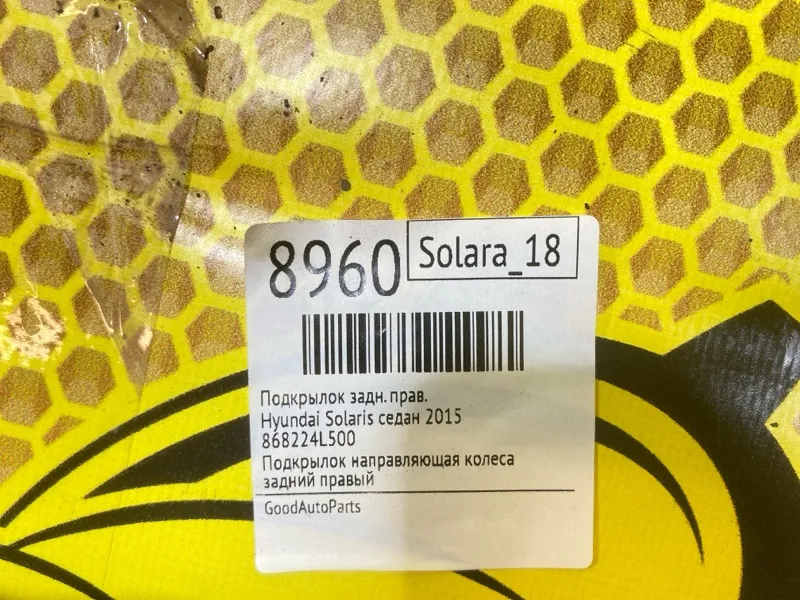 8960
Solara_18
Подкрылок задн. прав.
Hyundai Solaris седан 2015
868224L500
Подкрылок направляющая колеса
задний правый
GoodAutoParts